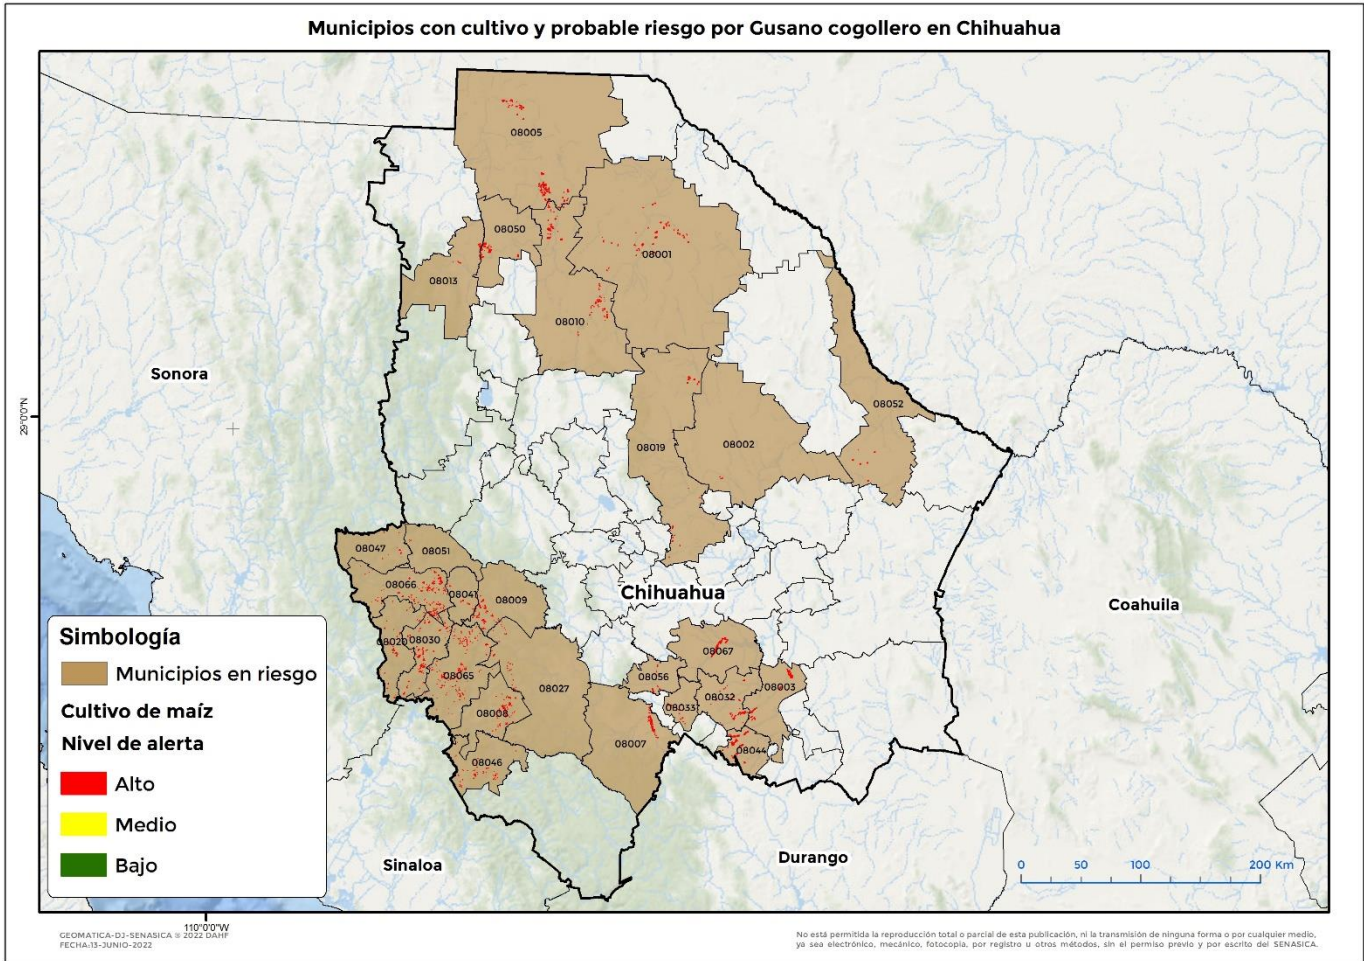 Municipios con cultivo y probable riesgo por Gusano cogollero en Chihuahua
08005
08050
08001
08013
08010
Sonora
29°0'0"N
08052
08019
08002
08047
08051
08066
08041
08009
Chihuahua
Coahuila
08020
08030
08067
08065
08056
08027
08032
08003
08033
08008
08007
08044
08046
Simbología
Municipios en riesgo
Cultivo de maíz
Nivel de alerta
Alto
Medio
Bajo
Sinaloa
Durango
0 50 100 200 Km
110°0'0"W
GEOMATICA-DJ-SENASICA © 2022 DAHF
FECHA:13-JUNIO-2022
No está permitida la reproducción total o parcial de esta publicación, ni la transmisión de ninguna forma o por cualquier medio,
ya sea electrónico, mecánico, fotocopia, por registro u otros métodos, sin el permiso previo y por escrito del SENASICA.